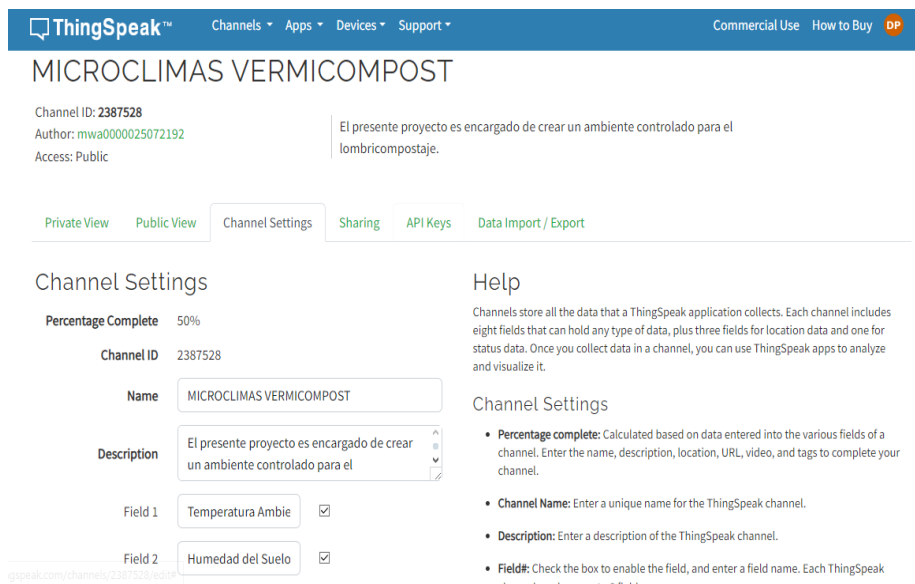 ThingSpeak™ Channels Apps Devices Support Commercial Use How to Buy DP
MICROCLIMAS VERMICOMPOST
Channel ID: 2387528
Author: mwa0000025072192
Access: Public
El presente proyecto es encargado de crear un ambiente controlado para el
lombricompostaje.
Private View Public View Channel Settings Sharing API Keys Data Import / Export
Channel Settings
Percentage Complete 50%
Channel ID 2387528
Name MICROCLIMAS VERMICOMPOST
Description El presente proyecto es encargado de crear
un ambiente controlado para el
Field 1 Temperatura Ambie
Field 2 Humedad del Suelo
gspeak.com/channels/2387528/edit#
Help
Channels store all the data that a ThingSpeak application collects. Each channel includes
eight fields that can hold any type of data, plus three fields for location data and one for
status data. Once you collect data in a channel, you can use ThingSpeak apps to analyze
and visualize it.
Channel Settings
• Percentage complete: Calculated based on data entered into the various fields of a
channel. Enter the name, description, location, URL, video, and tags to complete your
channel.
• Channel Name: Enter a unique name for the ThingSpeak channel.
• Description: Enter a description of the ThingSpeak channel.
• Field#: Check the box to enable the field, and enter a field name. Each ThingSpeak